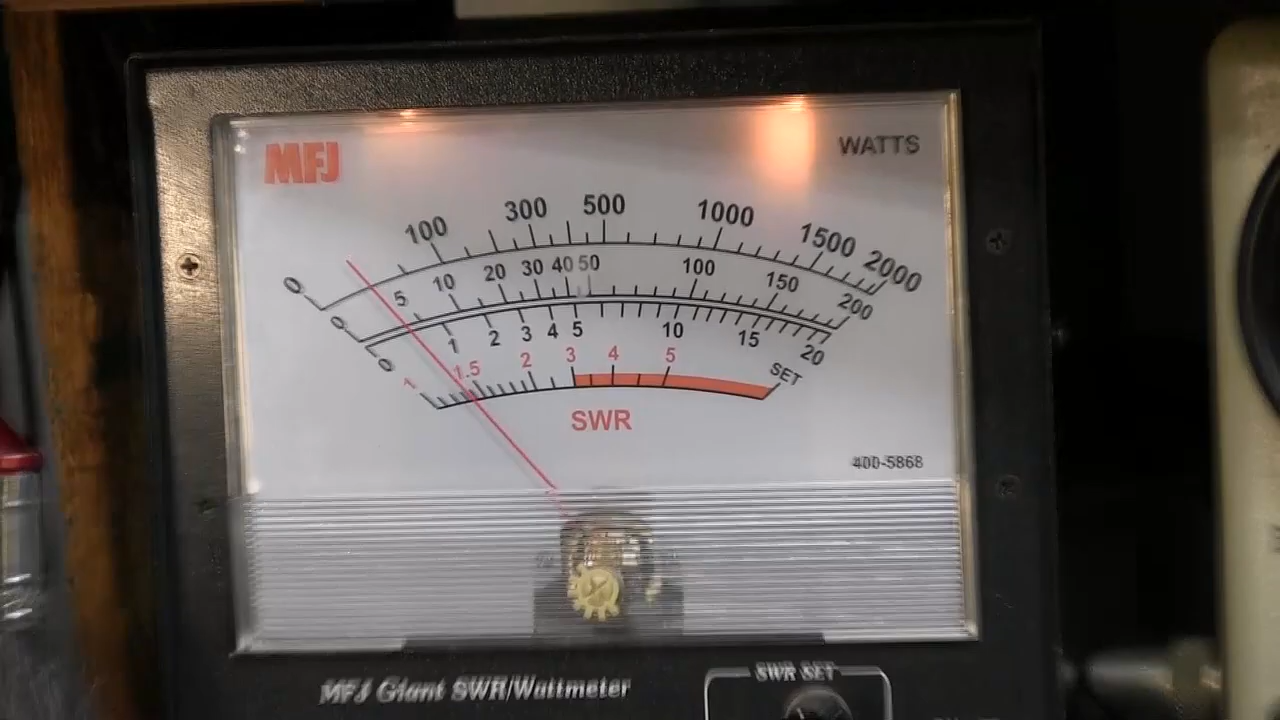 MFJ
WATTS
0 100 300 500 1000 1500 2000
0 5 10 20 30 40 50 100 150 200
0 1 2 3 4 5 10 15 20
1 1.5 2 3 4 5 SET
SWR
400-5868
MFJ Giant SWR/Wattmeter
SWR SET